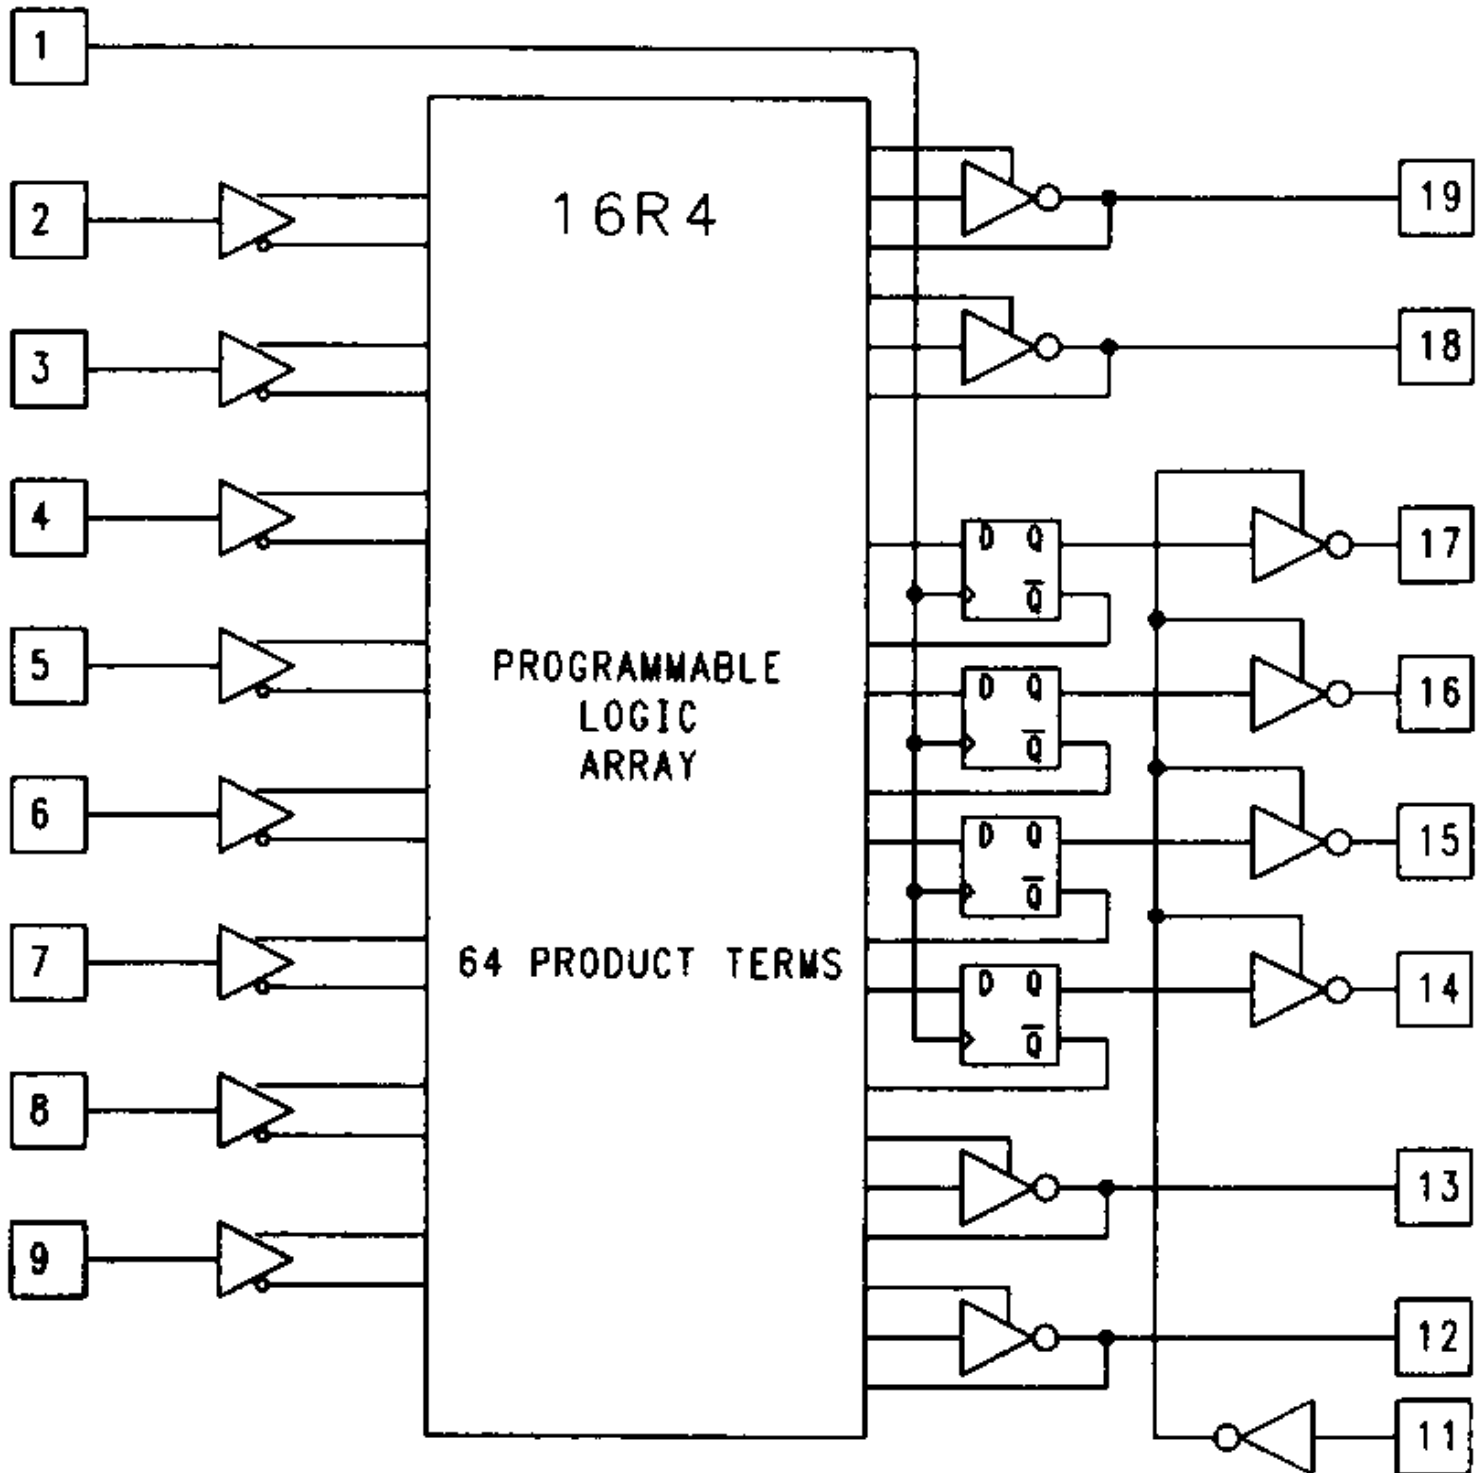 1
2
3
4
5
6
7
8
9
16R4
PROGRAMMABLE
LOGIC
ARRAY
64 PRODUCT TERMS
D Q
Q̅
D Q
Q̅
D Q
Q̅
D Q
Q̅
19
18
17
16
15
14
13
12
11